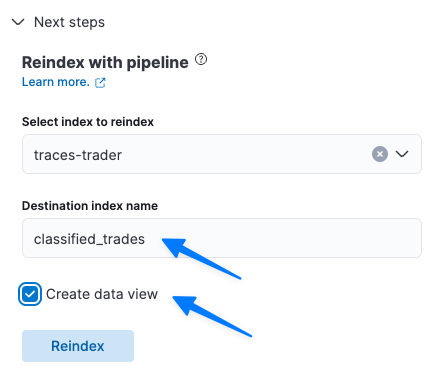 Next steps
Reindex with pipeline
Learn more.
Select index to reindex
traces-trader
Destination index name
classified_trades
Create data view
Reindex